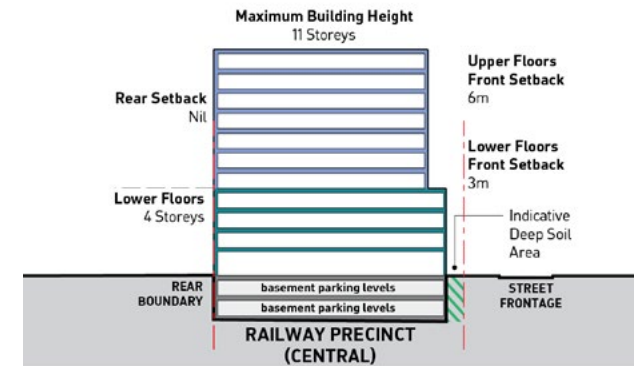 Maximum Building Height
11 Storeys
Upper Floors
Front Setback
6m
Rear Setback
Nil
Lower Floors
Front Setback
3m
Lower Floors
4 Storeys
Indicative
Deep Soil
Area
REAR
BOUNDARY
basement parking levels
basement parking levels
STREET
FRONTAGE
RAILWAY PRECINCT
(CENTRAL)